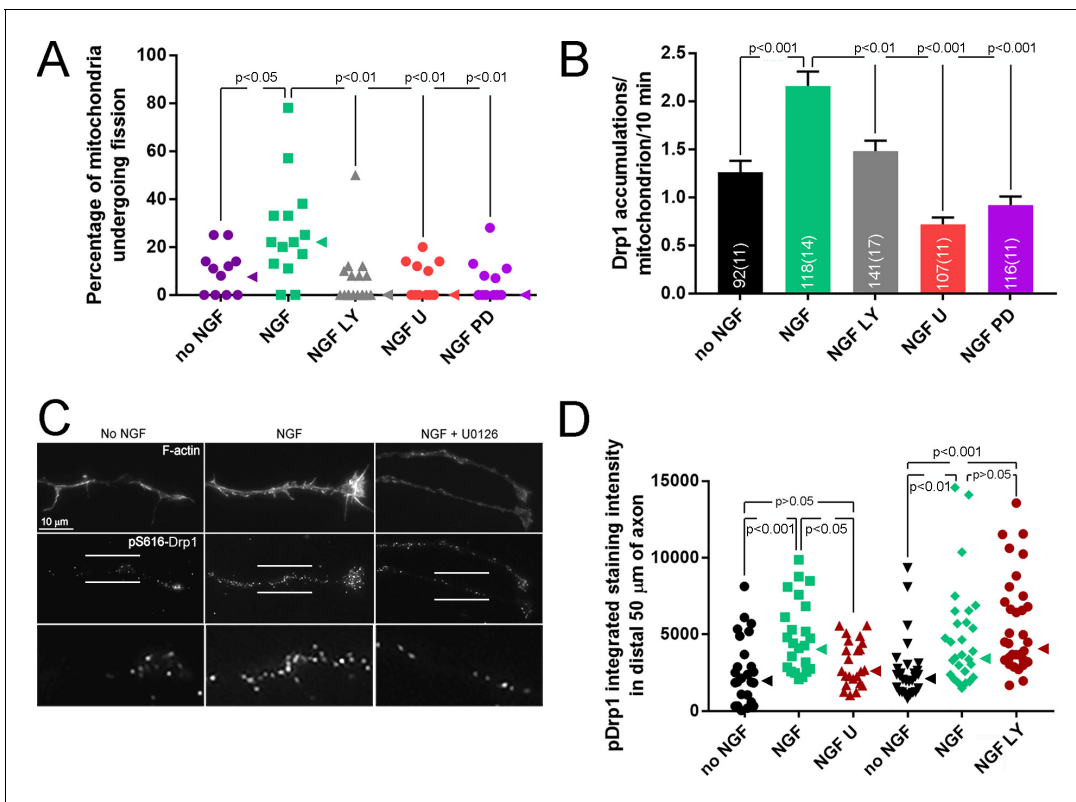 A
100
80
60
40
20
0
Percentage of mitochondria
undergoing fission
p<0.05
p<0.01
p<0.01
p<0.01
no NGF
NGF
NGF LY
NGF U
NGF PD
B
2.5
2.0
1.5
1.0
0.5
0.0
Drp1 accumulations/
mitochondrion/10 min
p<0.001
p<0.01
p<0.001
p<0.001
92(11)
118(14)
141(17)
107(11)
116(11)
no NGF
NGF
NGF LY
NGF U
NGF PD
C
No NGF
NGF
NGF + U0126
F-actin
10 µm
pS616-Drp1
D
15000
10000
5000
0
pDrp1 integrated staining intensity
in distal 50 µm of axon
p>0.05
p<0.001
p<0.05
p<0.001
p<0.01
p>0.05
no NGF
NGF
NGF U
no NGF
NGF
NGF LY